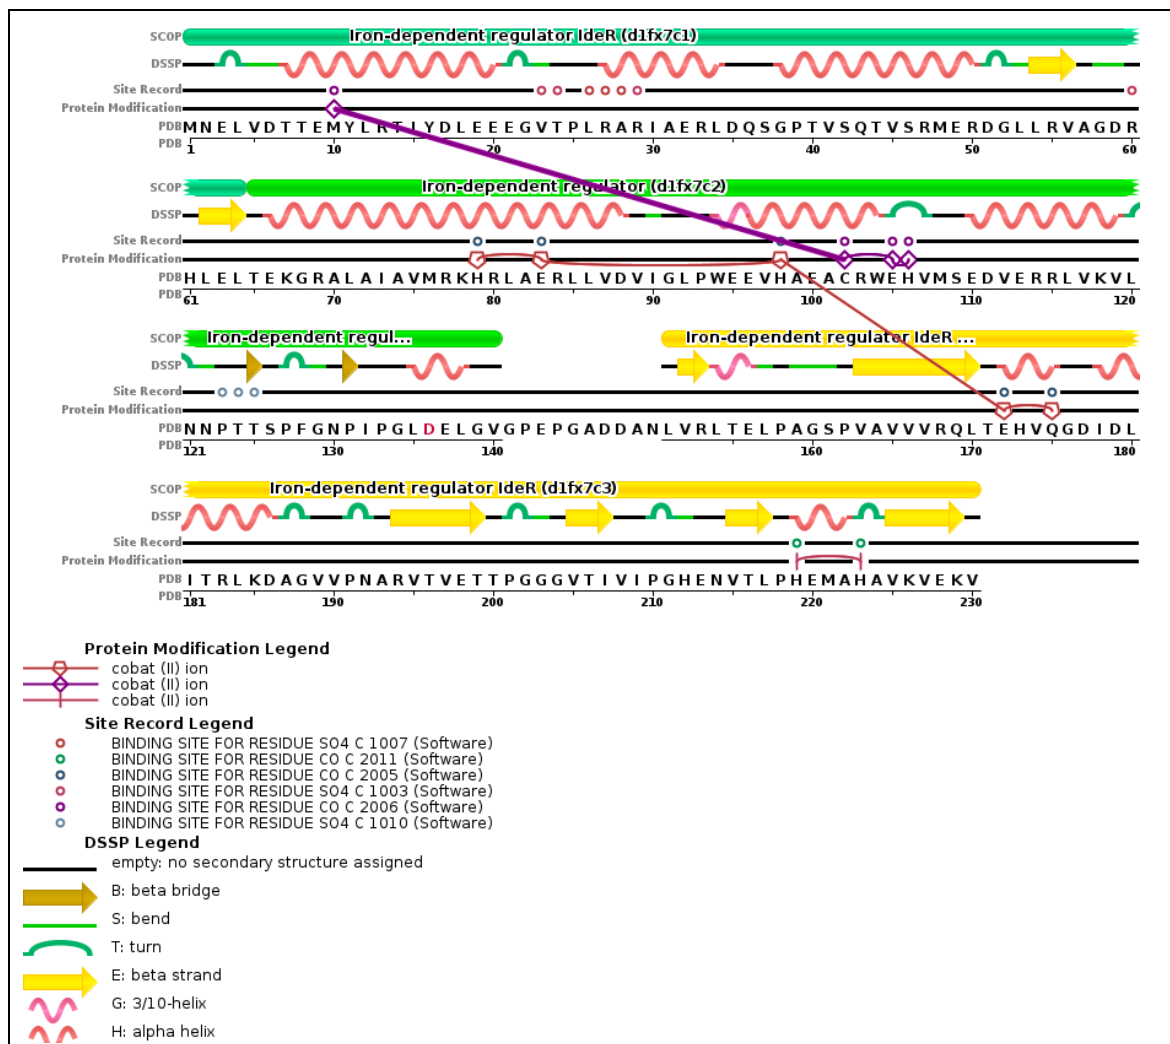 SCOP Iron-dependent regulator IdeR (d1fx7c1)
DSSP
Site Record
Protein Modification
PDB MNELVDTTEMYLRTIYDLEEEGVTPLRARIAERLDQSGPTVSQTVSRMERDGLLRVAGDR
PDB 1 10 20 30 40 50 60
SCOP Iron-dependent regulator (d1fx7c2)
DSSP
Site Record
Protein Modification
PDB HLELTEKGRALAIAVMRKHRLAERLLVDVIGLPWEEVHAEACRWEHVMSEDVERRLVKVL
PDB 61 70 80 90 100 110 120
SCOP Iron-dependent regul... Iron-dependent regulator IdeR ...
DSSP
Site Record
Protein Modification
PDB NNPTTSPFGNPIPGLDELGVGPEPGADDANLVRLTELPAGSPVAVVVRQLTEHVQGDIDL
PDB 121 130 140 160 170 180
SCOP Iron-dependent regulator IdeR (d1fx7c3)
DSSP
Site Record
Protein Modification
PDB ITRLKDAGVVPNARVTVETTPGGGVTIVIPGHENVTLPHEMAHAVKVEKV
PDB 181 190 200 210 220 230
Protein Modification Legend
cobat (II) ion
cobat (II) ion
cobat (II) ion
Site Record Legend
BINDING SITE FOR RESIDUE SO4 C 1007 (Software)
BINDING SITE FOR RESIDUE CO C 2011 (Software)
BINDING SITE FOR RESIDUE CO C 2005 (Software)
BINDING SITE FOR RESIDUE SO4 C 1003 (Software)
BINDING SITE FOR RESIDUE CO C 2006 (Software)
BINDING SITE FOR RESIDUE SO4 C 1010 (Software)
DSSP Legend
empty: no secondary structure assigned
B: beta bridge
S: bend
T: turn
E: beta strand
G: 3/10-helix
H: alpha helix